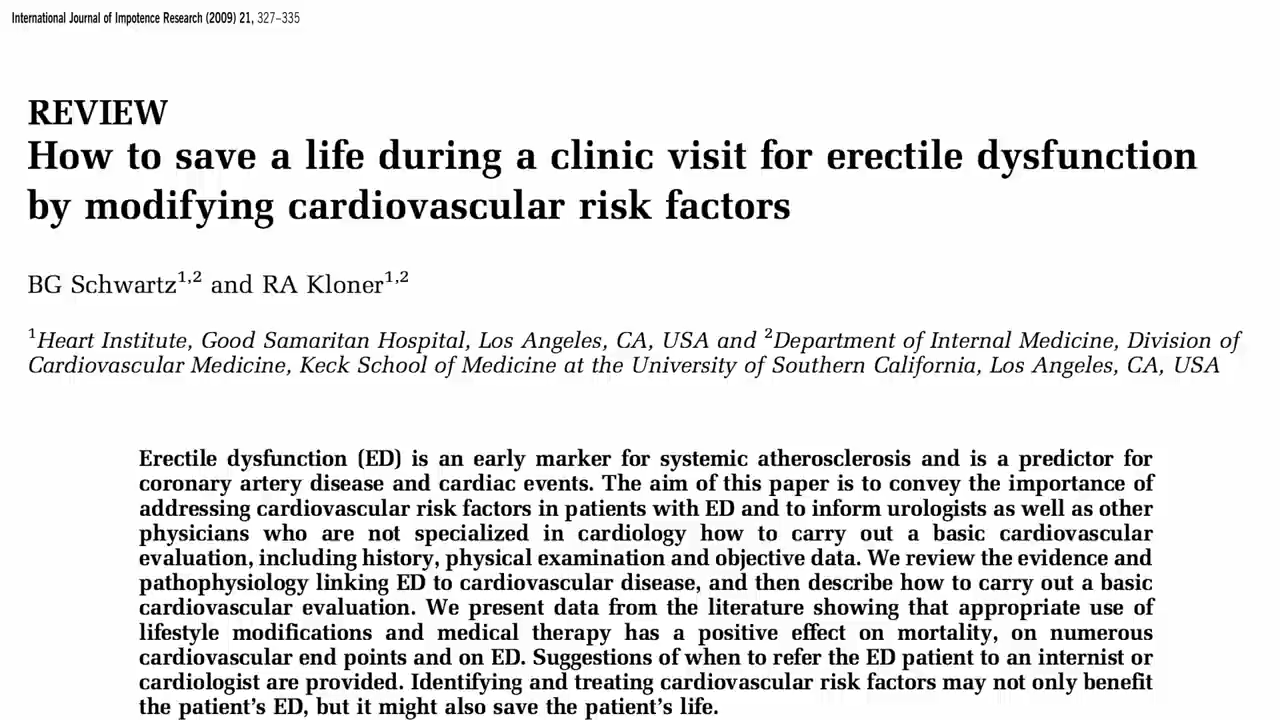 International Journal of Impotence Research (2009) 21, 327–335
REVIEW
How to save a life during a clinic visit for erectile dysfunction
by modifying cardiovascular risk factors
BG Schwartz1,2 and RA Kloner1,2
1Heart Institute, Good Samaritan Hospital, Los Angeles, CA, USA and 2Department of Internal Medicine, Division of
Cardiovascular Medicine, Keck School of Medicine at the University of Southern California, Los Angeles, CA, USA
Erectile dysfunction (ED) is an early marker for systemic atherosclerosis and is a predictor for
coronary artery disease and cardiac events. The aim of this paper is to convey the importance of
addressing cardiovascular risk factors in patients with ED and to inform urologists as well as other
physicians who are not specialized in cardiology how to carry out a basic cardiovascular
evaluation, including history, physical examination and objective data. We review the evidence and
pathophysiology linking ED to cardiovascular disease, and then describe how to carry out a basic
cardiovascular evaluation. We present data from the literature showing that appropriate use of
lifestyle modifications and medical therapy has a positive effect on mortality, on numerous
cardiovascular end points and on ED. Suggestions of when to refer the ED patient to an internist or
cardiologist are provided. Identifying and treating cardiovascular risk factors may not only benefit
the patient's ED, but it might also save the patient's life.